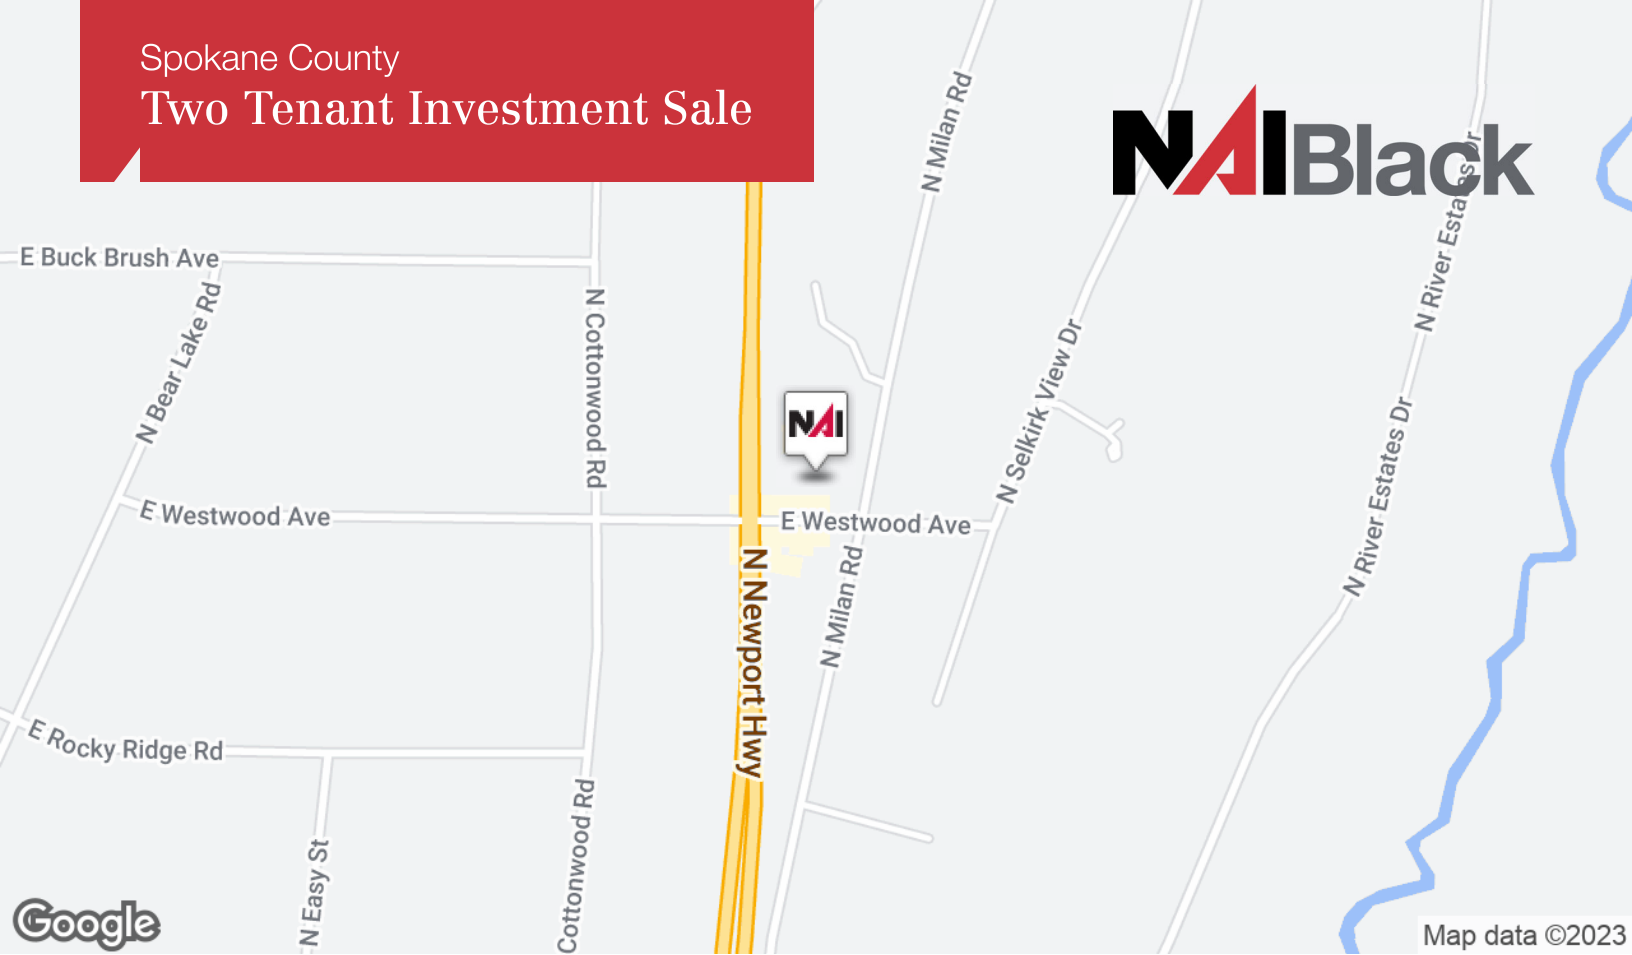 Spokane County
Two Tenant Investment Sale
NAIBlack
N Milan Rd
E Buck Brush Ave
N Bear Lake Rd
N Cottonwood Rd
N River Estates Dr
N Selkirk View Dr
NAI
N River Estates Dr
E Westwood Ave
E Westwood Ave
N Newport Hwy
N Milan Rd
E Rocky Ridge Rd
Cottonwood Rd
N Easy St
Google
Map data ©2023